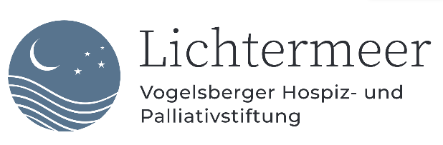 Lichtermeer
Vogelsberger Hospiz- und
Palliativstiftung